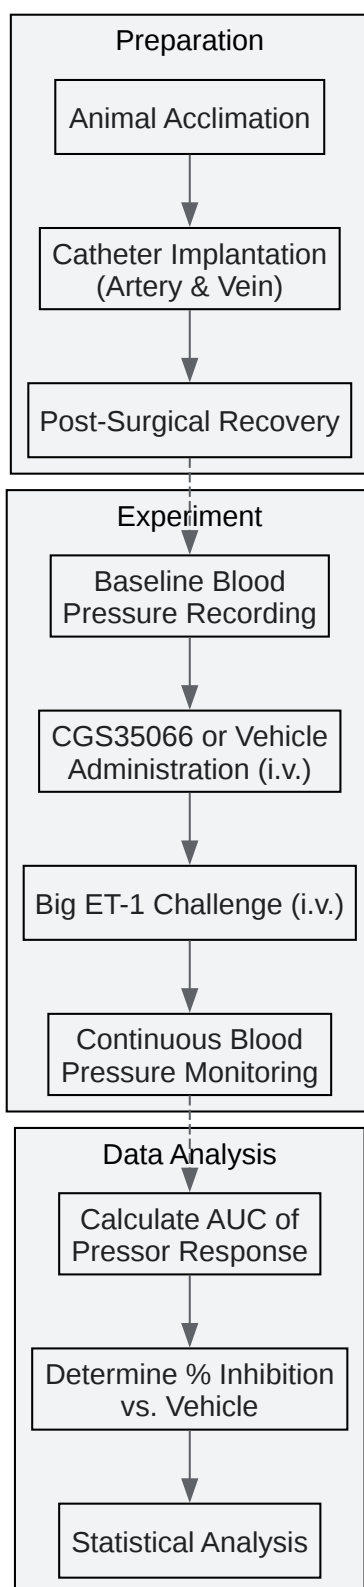 Preparation
Animal Acclimation
Catheter Implantation
(Artery & Vein)
Post-Surgical Recovery
Experiment
Baseline Blood
Pressure Recording
CGS35066 or Vehicle
Administration (i.v.)
Big ET-1 Challenge (i.v.)
Continuous Blood
Pressure Monitoring
Data Analysis
Calculate AUC of
Pressor Response
Determine % Inhibition
vs. Vehicle
Statistical Analysis